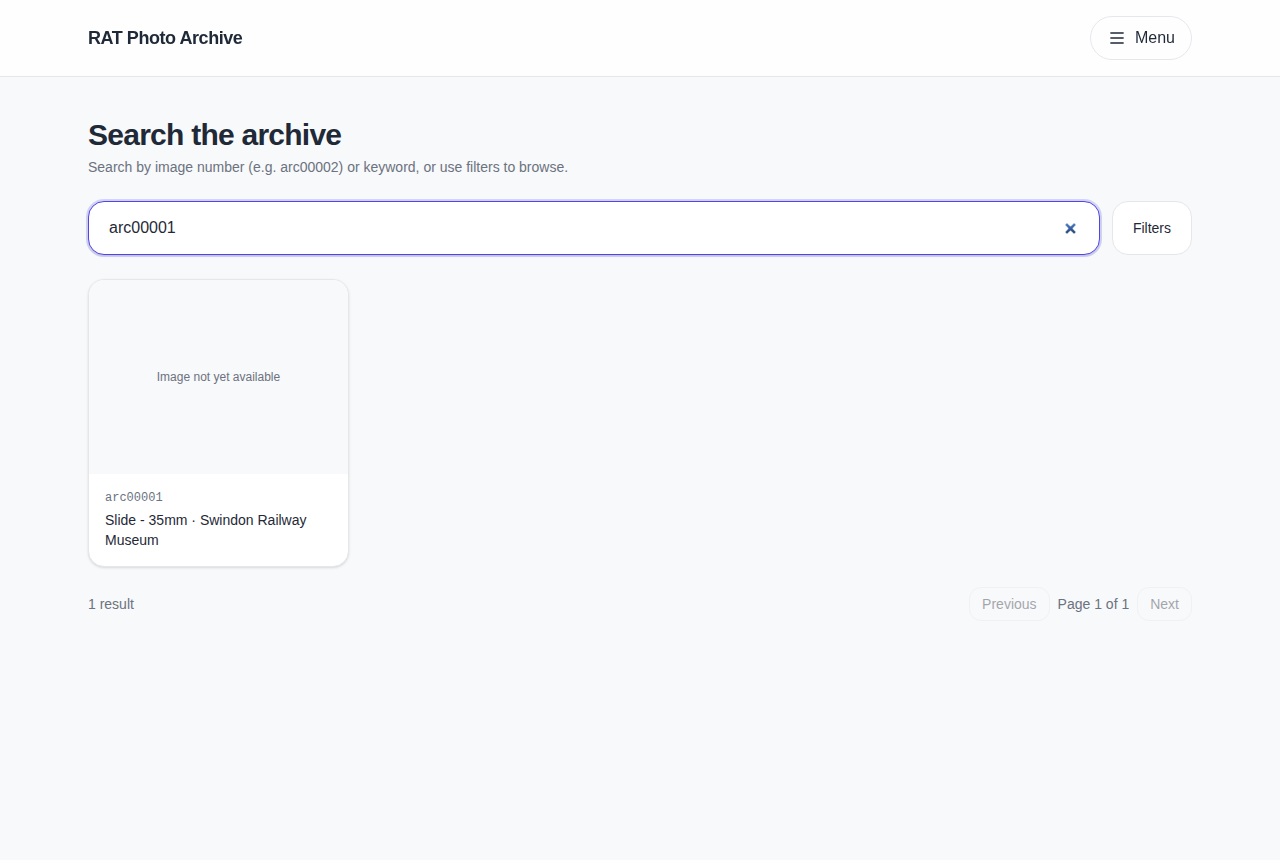 RAT Photo Archive
Menu
Search the archive
Search by image number (e.g. arc00002) or keyword, or use filters to browse.
arc00001
Filters
Image not yet available
arc00001
Slide - 35mm · Swindon Railway
Museum
1 result
Previous
Page 1 of 1
Next